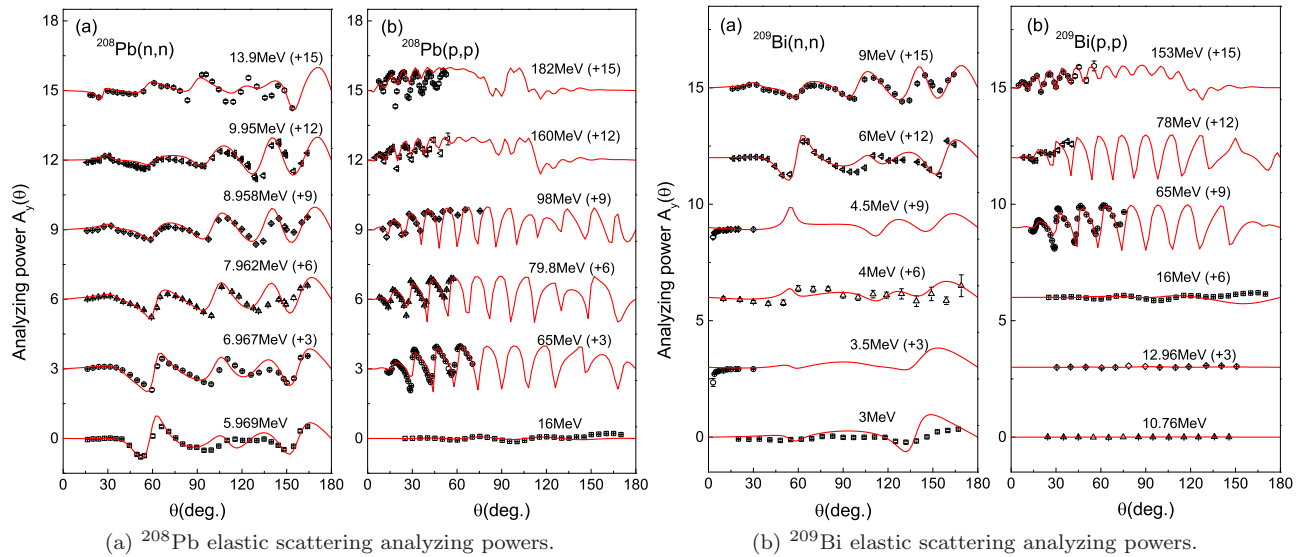 (a)
²⁰⁸Pb(n,n)
13.9MeV (+15)
9.95MeV (+12)
8.958MeV (+9)
7.962MeV (+6)
6.967MeV (+3)
5.969MeV
15
12
9
6
3
0
0 30 60 90 120 150 180
θ(deg.)
Analyzing power A_y(θ)
(b)
²⁰⁸Pb(p,p)
182MeV (+15)
160MeV (+12)
98MeV (+9)
79.8MeV (+6)
65MeV (+3)
16MeV
0 30 60 90 120 150 180
θ(deg.)
(a) ²⁰⁸Pb elastic scattering analyzing powers.
(a)
²⁰⁹Bi(n,n)
9MeV (+15)
6MeV (+12)
4.5MeV (+9)
4MeV (+6)
3.5MeV (+3)
3MeV
15
10
5
0
0 30 60 90 120 150 180
θ(deg.)
Analyzing power A_y(θ)
(b)
²⁰⁹Bi(p,p)
153MeV (+15)
78MeV (+12)
65MeV (+9)
16MeV (+6)
12.96MeV (+3)
10.76MeV
0 30 60 90 120 150 180
θ(deg.)
(b) ²⁰⁹Bi elastic scattering analyzing powers.